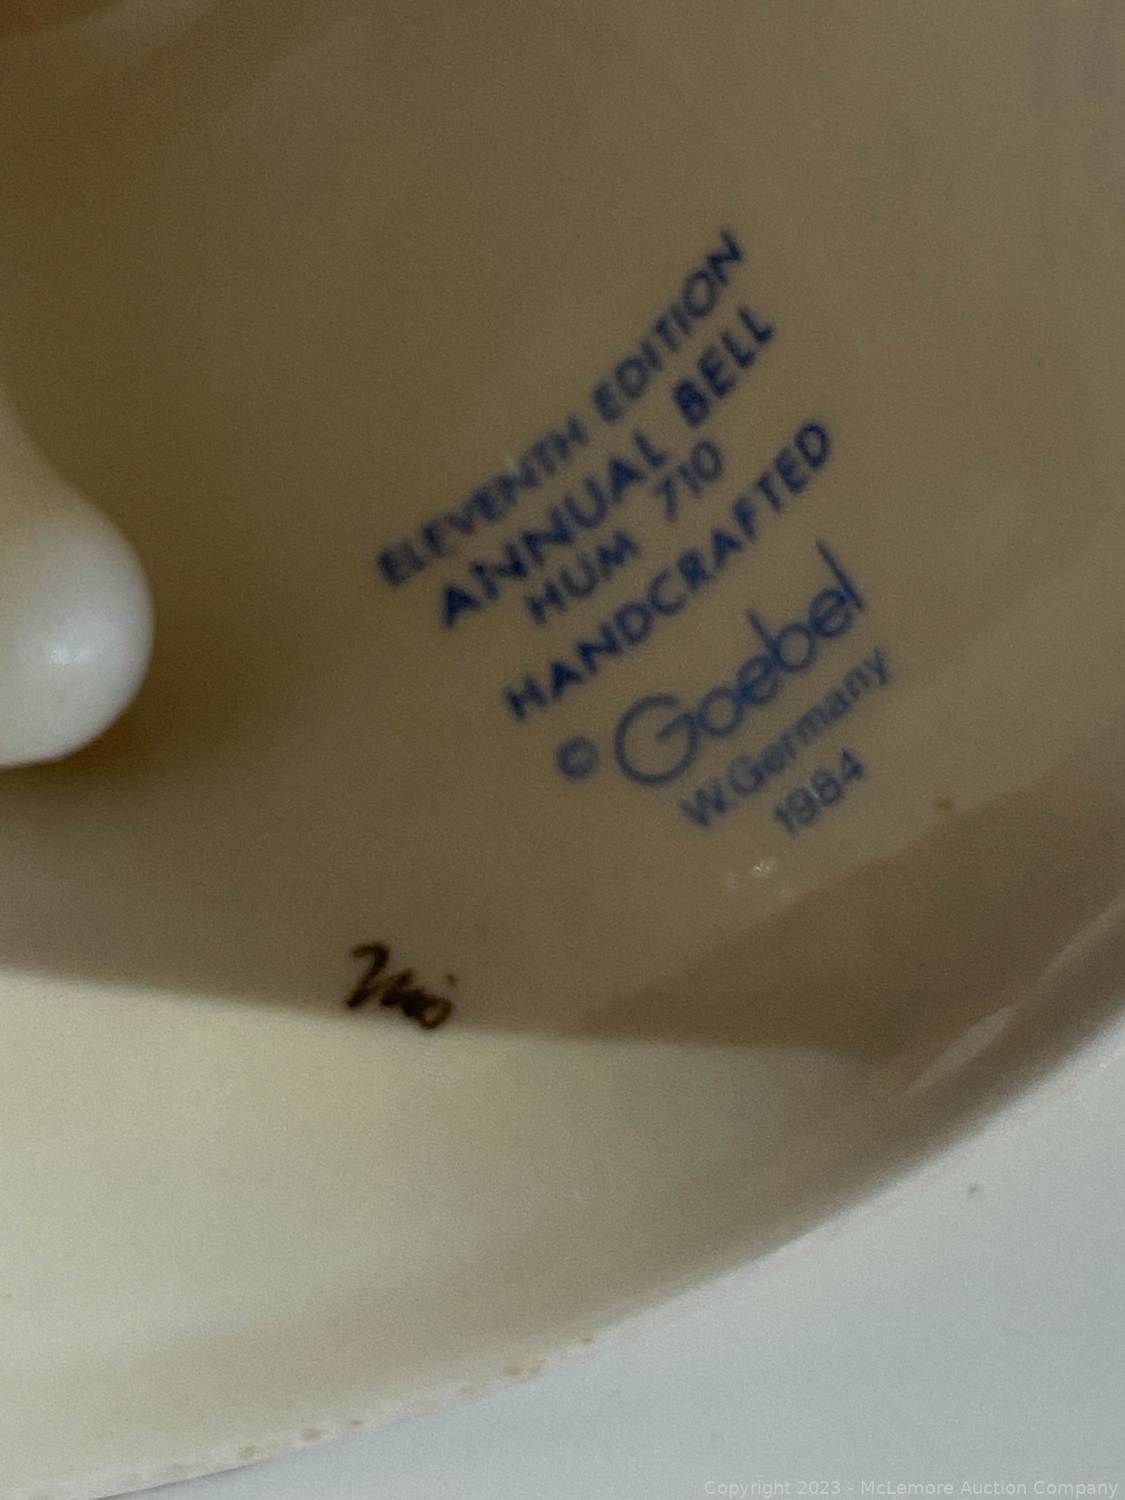 ELEVENTH EDITION
ANNUAL BELL
HUM 710
HANDCRAFTED
© Goebel
W.Germany
1984
Copyright 2023 - McLemore Auction Company